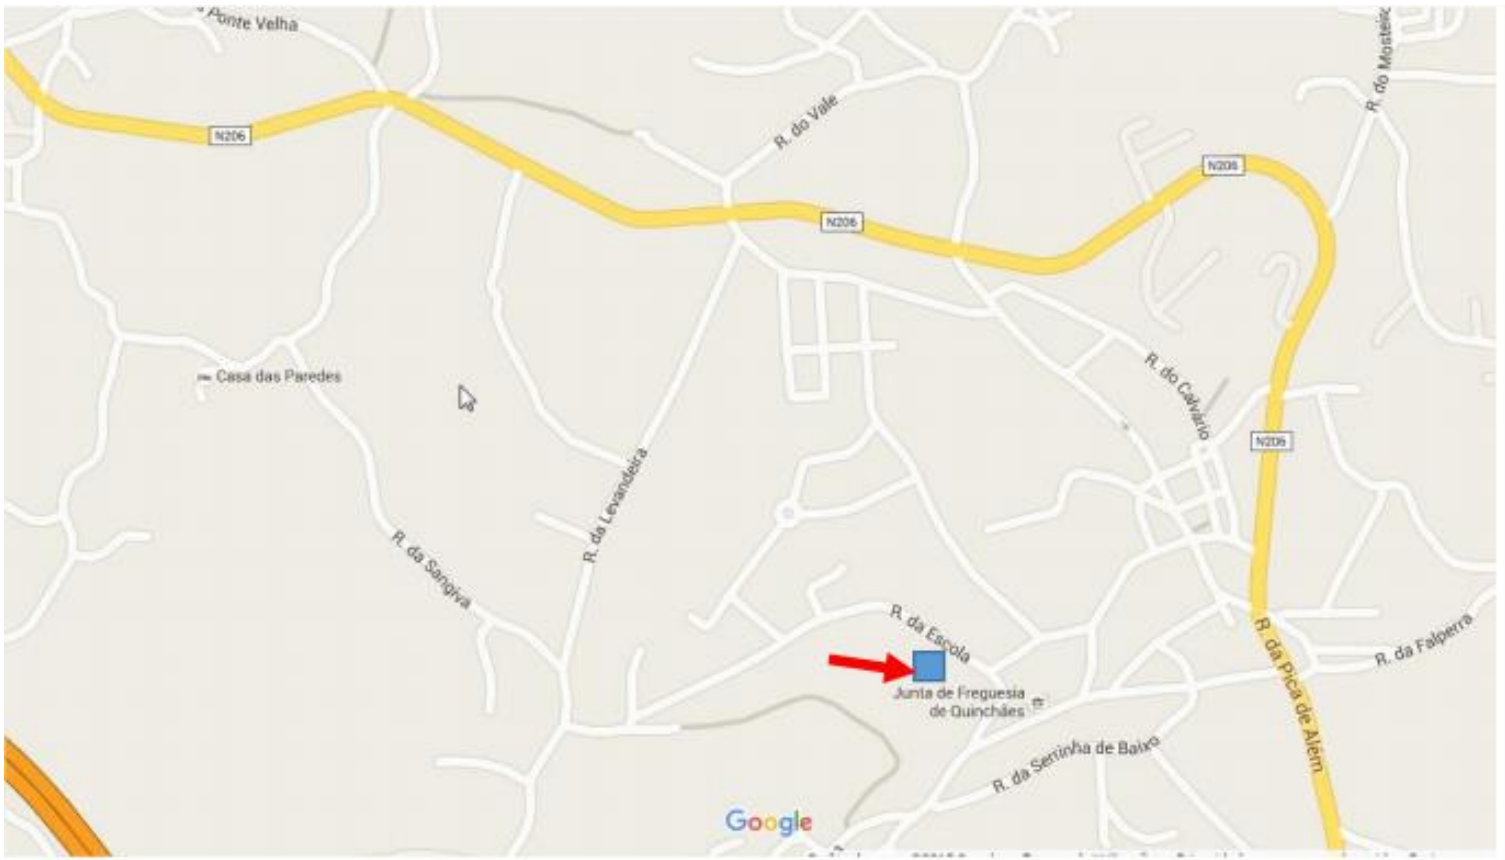 Ponte Velha
R. do Mosteiro
R. do Vale
N206
N206
N206
R. do Calvário
Casa das Paredes
N206
R. da Levandeira
R. da Sangiva
R. da Escola
R. da Falperra
R. da Pica de Além
Junta de Freguesia
de Quinchães
R. da Serrinha de Baixo
Google